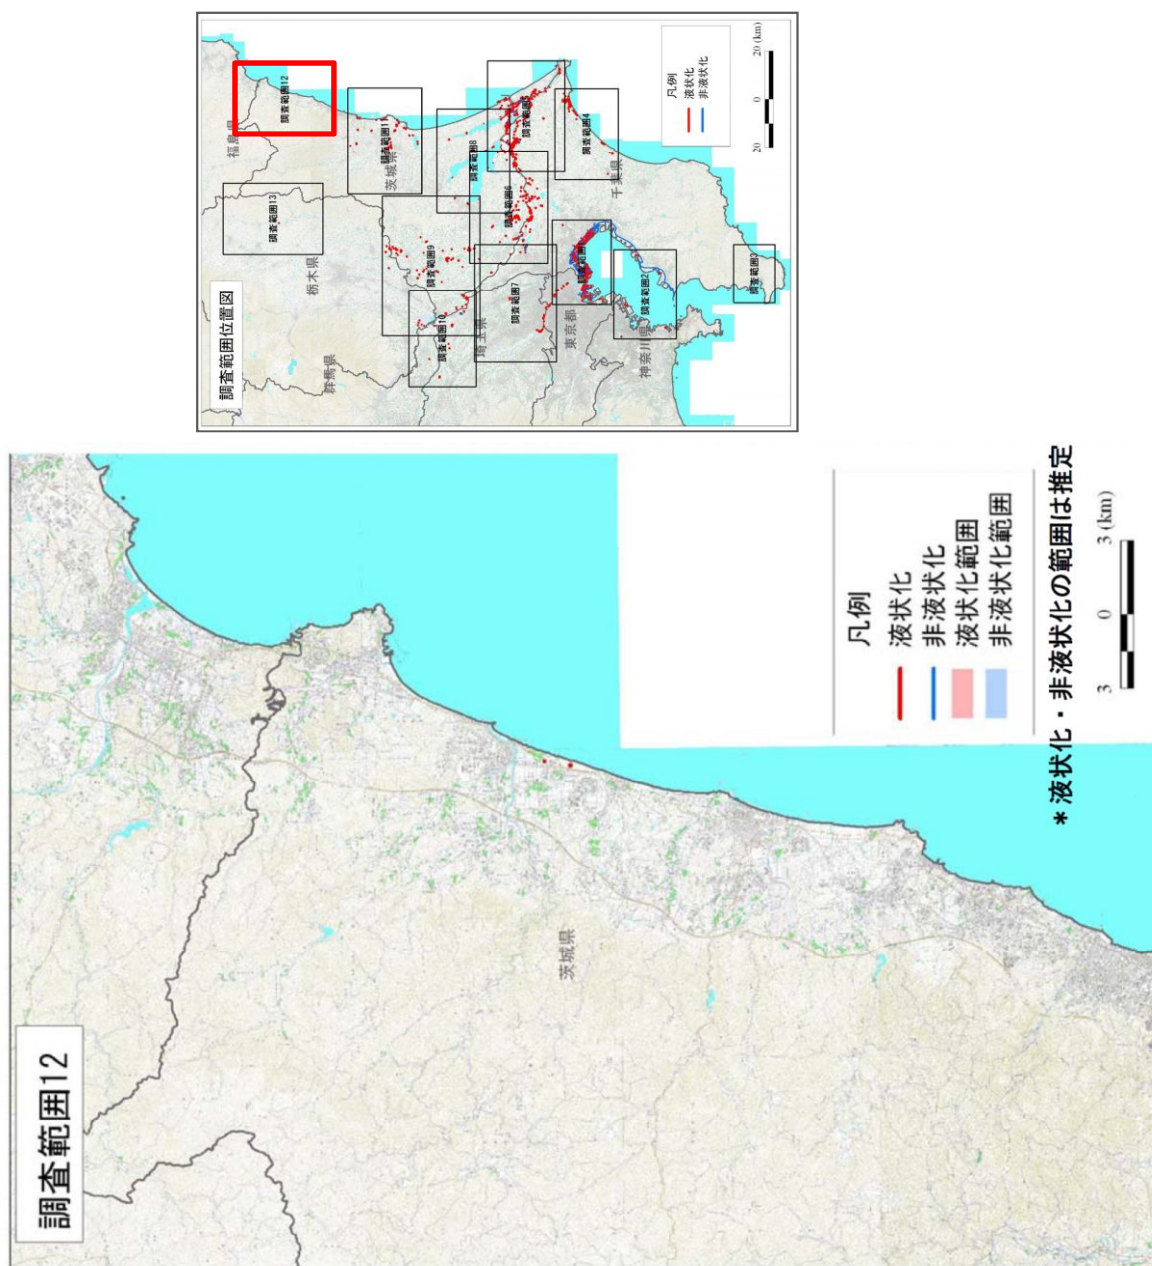 調査範囲位置図
福島県
栃木県
群馬県
茨城県
埼玉県
東京都
千葉県
神奈川県
調査範囲12
調査範囲13
調査範囲11
調査範囲9
調査範囲10
調査範囲8
調査範囲6
調査範囲7
調査範囲5
調査範囲4
調査範囲2
調査範囲3
凡例
液状化
非液状化
20 0 20 (km)
調査範囲12
茨城県
凡例
液状化
非液状化
液状化範囲
非液状化範囲
*液状化・非液状化の範囲は推定
3 0 3 (km)